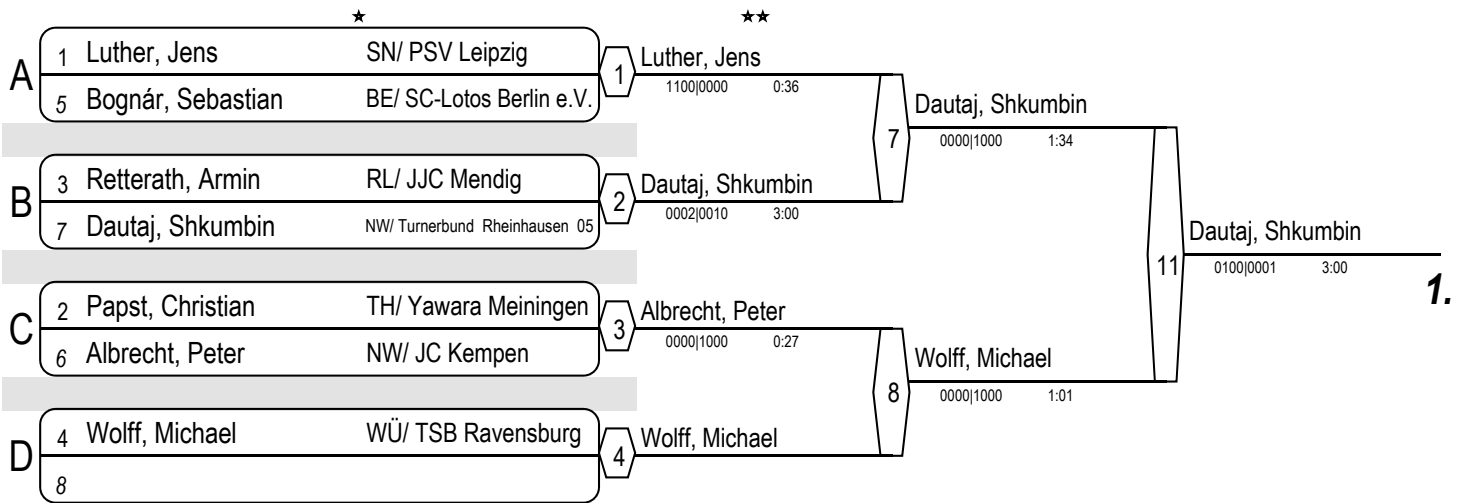 ★ ★★
A 1 Luther, Jens SN/ PSV Leipzig
5 Bognár, Sebastian BE/ SC-Lotos Berlin e.V.
1 Luther, Jens
1100|0000 0:36
B 3 Retterath, Armin RL/ JJC Mendig
7 Dautaj, Shkumbin NW/ Turnerbund Rheinhausen 05
2 Dautaj, Shkumbin
0002|0010 3:00
7 Dautaj, Shkumbin
0000|1000 1:34
C 2 Papst, Christian TH/ Yawara Meiningen
6 Albrecht, Peter NW/ JC Kempen
3 Albrecht, Peter
0000|1000 0:27
D 4 Wolff, Michael WÜ/ TSB Ravensburg
8
4 Wolff, Michael
8 Wolff, Michael
0000|1000 1:01
11 Dautaj, Shkumbin
0100|0001 3:00
1.